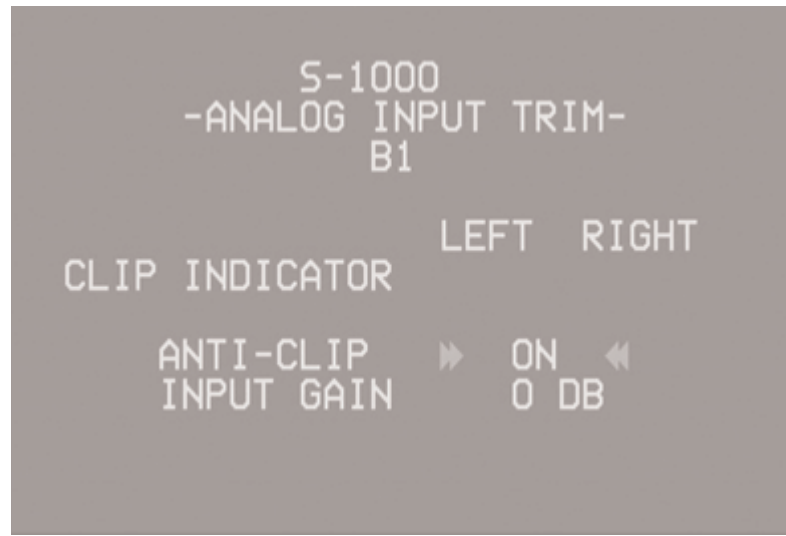 S-1000
-ANALOG INPUT TRIM-
B1
LEFT RIGHT
CLIP INDICATOR
ANTI-CLIP ON
INPUT GAIN 0 DB